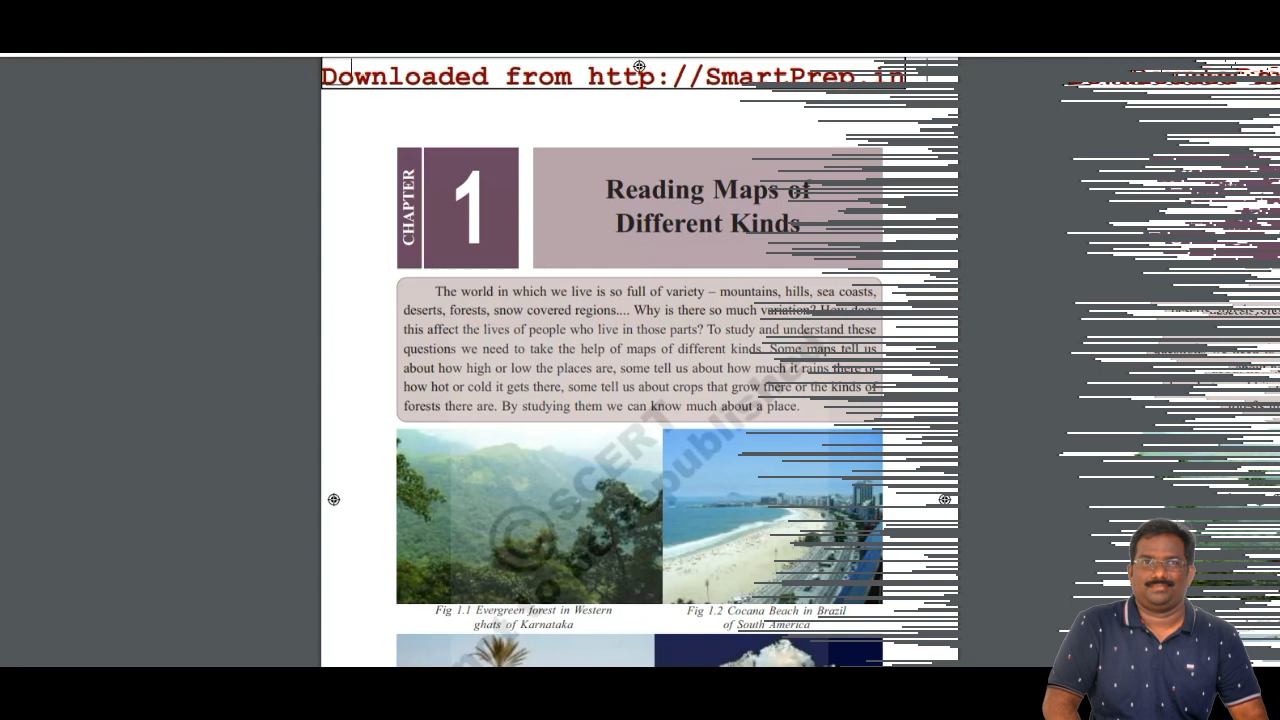 Downloaded from http://SmartPrep.in
CHAPTER
1
Reading Maps of
Different Kinds
The world in which we live is so full of variety – mountains, hills, sea coasts,
deserts, forests, snow covered regions.... Why is there so much variation? How does
this affect the lives of people who live in those parts? To study and understand these
questions we need to take the help of maps of different kinds. Some maps tell us
about how high or low the places are, some tell us about how much it rains there or
how hot or cold it gets there, some tell us about crops that grow there or the kinds of
forests there are. By studying them we can know much about a place.
Fig 1.1 Evergreen forest in Western
ghats of Karnataka
Fig 1.2 Cocana Beach in Brazil
of South America